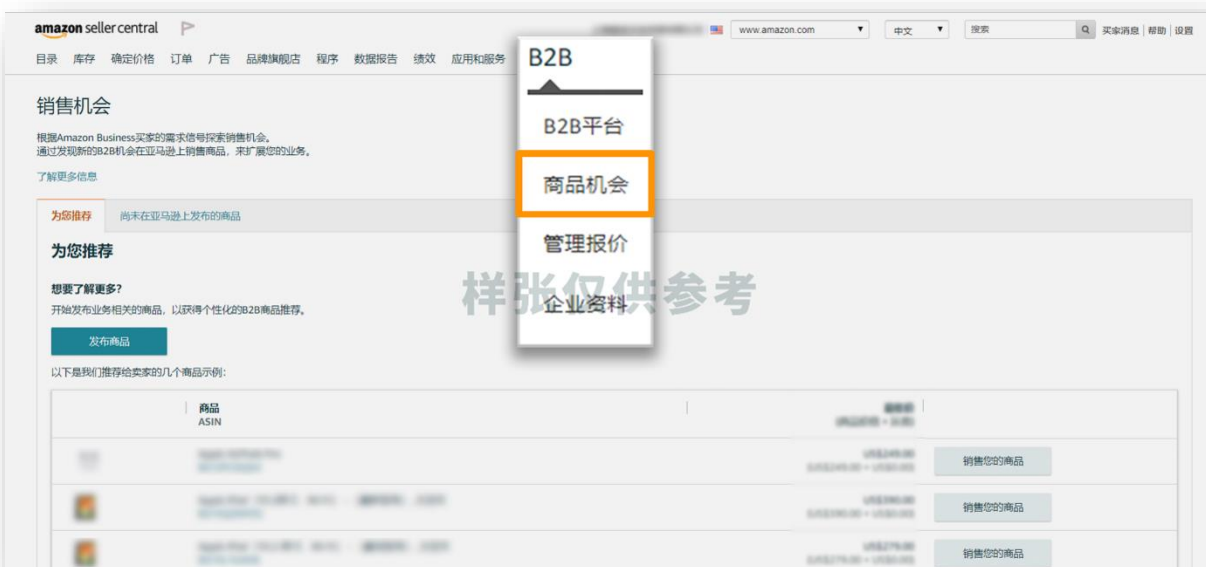 amazon seller central
www.amazon.com
中文
搜索
买家消息 | 帮助 | 设置
目录 库存 确定价格 订单 广告 品牌旗舰店 程序 数据报告 绩效 应用和服务
B2B
B2B平台
商品机会
管理报价
企业资料
销售机会
根据Amazon Business买家的需求信号探索销售机会。
通过发现新的B2B机会在亚马逊上销售商品，来扩展您的业务。
了解更多信息
为您推荐 尚未在亚马逊上发布的商品
为您推荐
想要了解更多?
开始发布业务相关的商品，以获得个性化的B2B商品推荐。
发布商品
样张仅供参考
以下是我们推荐给卖家的几个商品示例:
商品
ASIN
销售您的商品
销售您的商品
销售您的商品